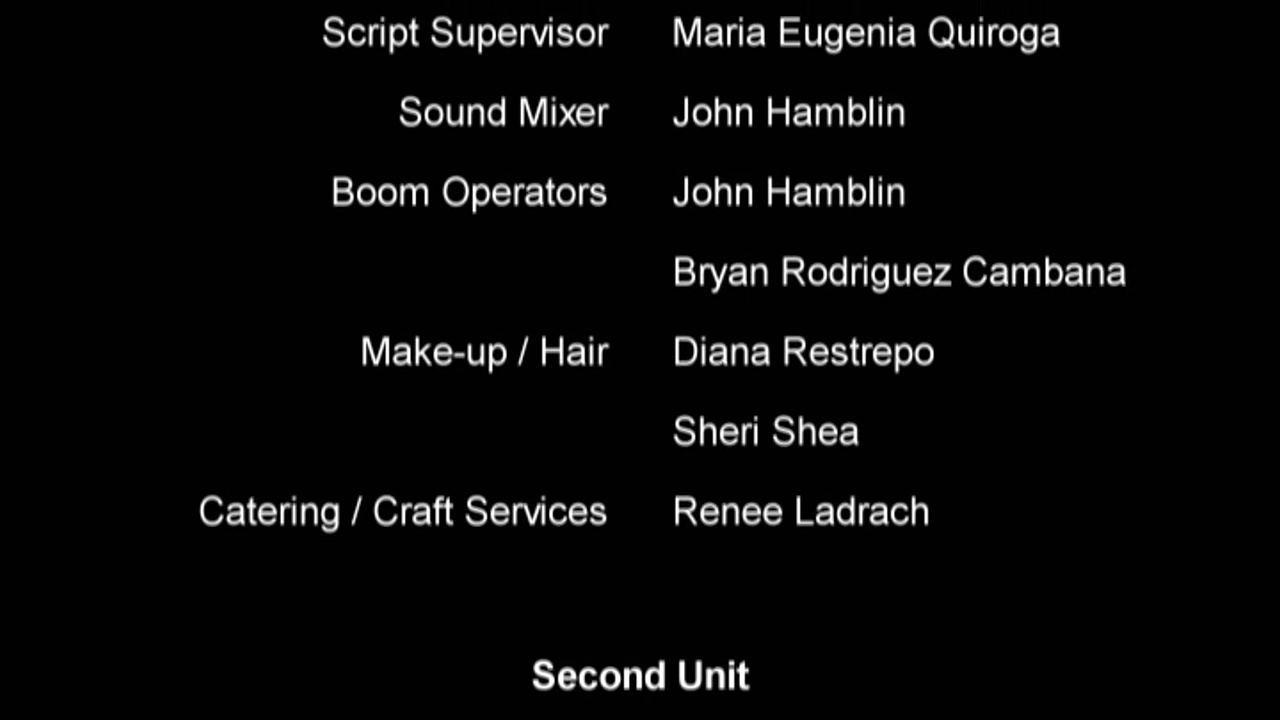 Script Supervisor Maria Eugenia Quiroga
Sound Mixer John Hamblin
Boom Operators John Hamblin
Bryan Rodriguez Cambana
Make-up / Hair Diana Restrepo
Sheri Shea
Catering / Craft Services Renee Ladrach
Second Unit